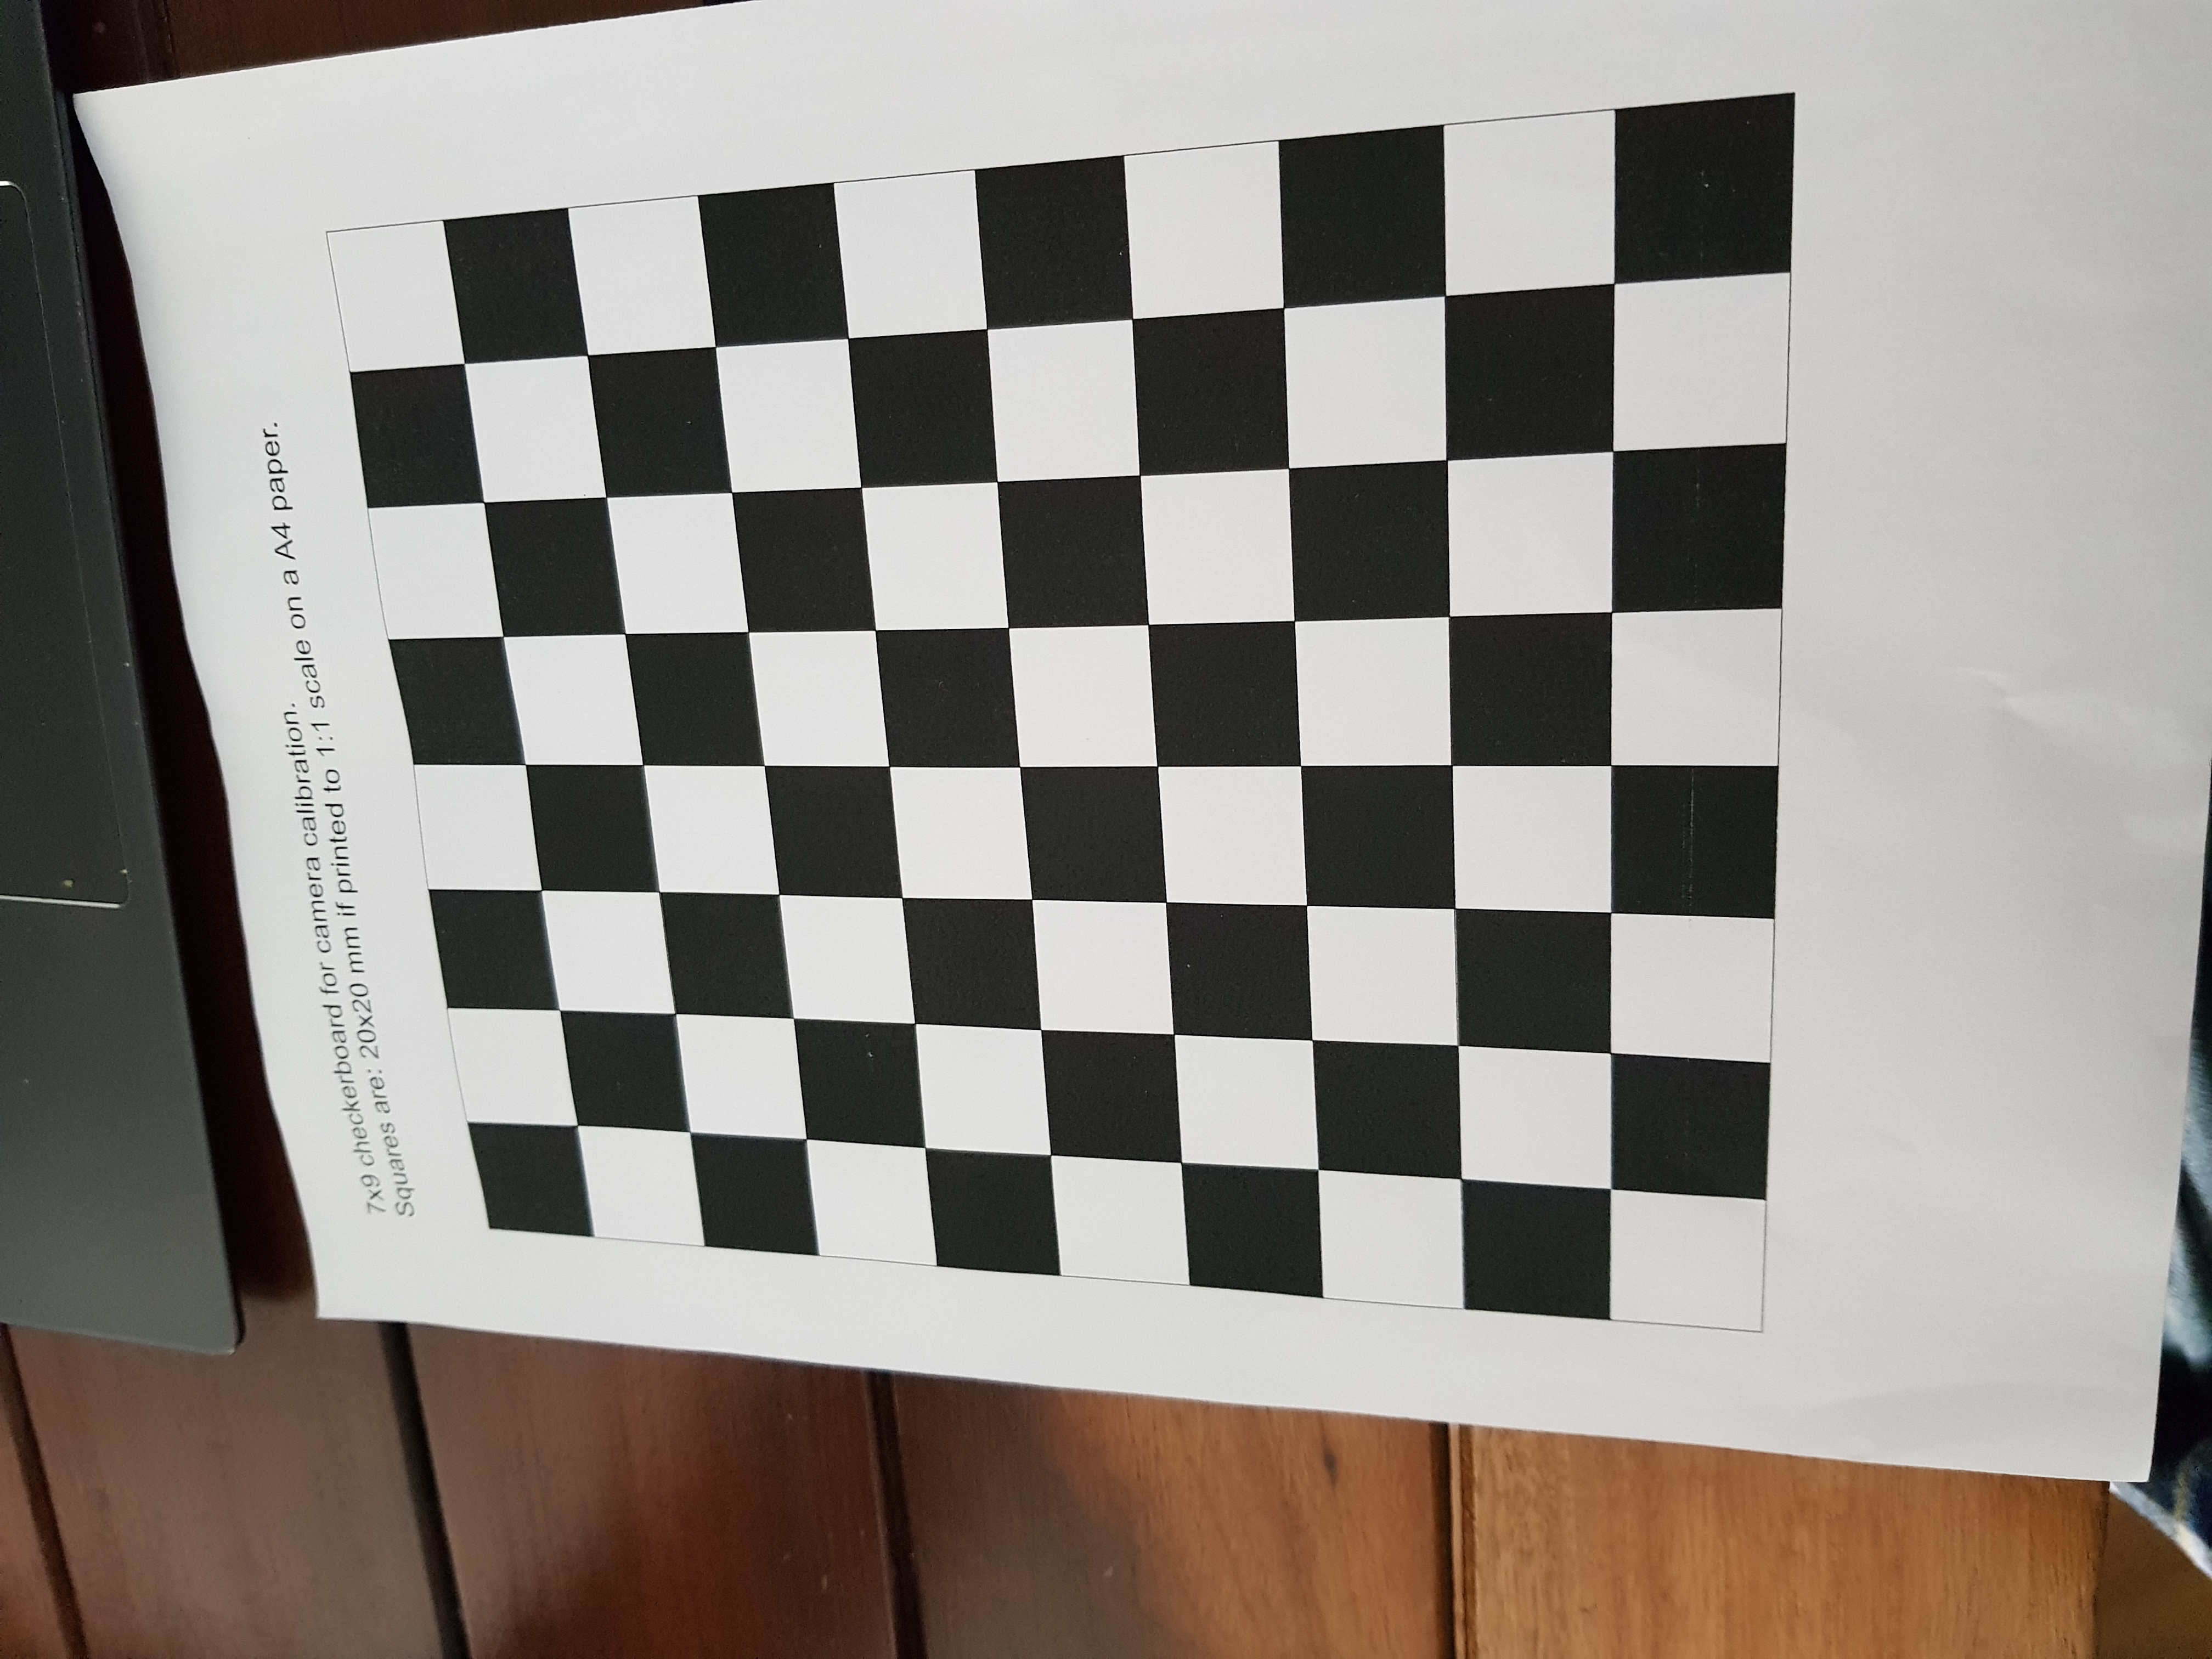 7x9 checkerboard for camera calibration.
Squares are: 20x20 mm if printed to 1:1 scale on a A4 paper.